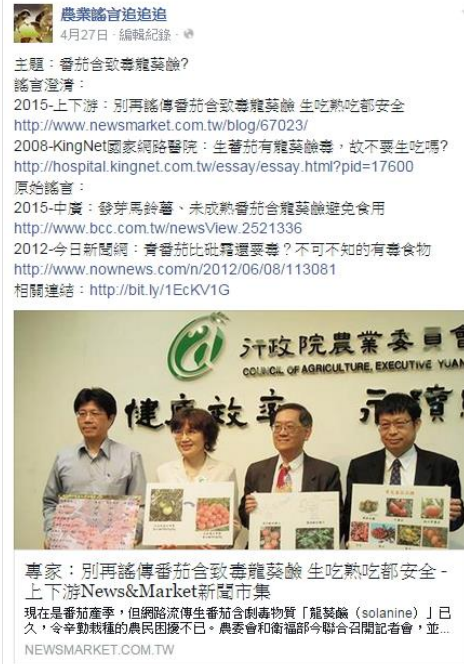 農業謠言追追追
4月27日 · 編輯紀錄 ·
主題：番茄含致毒龍葵鹼?
謠言澄清：
2015-上下游：別再謠傳番茄含致毒龍葵鹼 生吃熟吃都安全
http://www.newsmarket.com.tw/blog/67023/
2008-KingNet國家網路醫院：生蕃茄有龍葵鹼毒，故不要生吃嗎?
http://hospital.kingnet.com.tw/essay/essay.html?pid=17600
原始謠言：
2015-中廣：發芽馬鈴薯、未成熟番茄含龍葵鹼避免食用
http://www.bcc.com.tw/newsView.2521336
2012-今日新聞網：青番茄比砒霜還要毒？不可不知的有毒食物
http://www.nownews.com/n/2012/06/08/113081
相關連結：http://bit.ly/1EcKV1G
行政院農業委員會
COUNCIL OF AGRICULTURE, EXECUTIVE YUAN
健康 效率 永續
專家：別再謠傳番茄含致毒龍葵鹼 生吃熟吃都安全 -
上下游News&Market新聞市集
現在是番茄產季，但網路流傳生番茄含劇毒物質「龍葵鹼（solanine）」已
久，令辛勤栽種的農民困擾不已。農委會和衛福部今聯合召開記者會，並...
NEWSMARKET.COM.TW